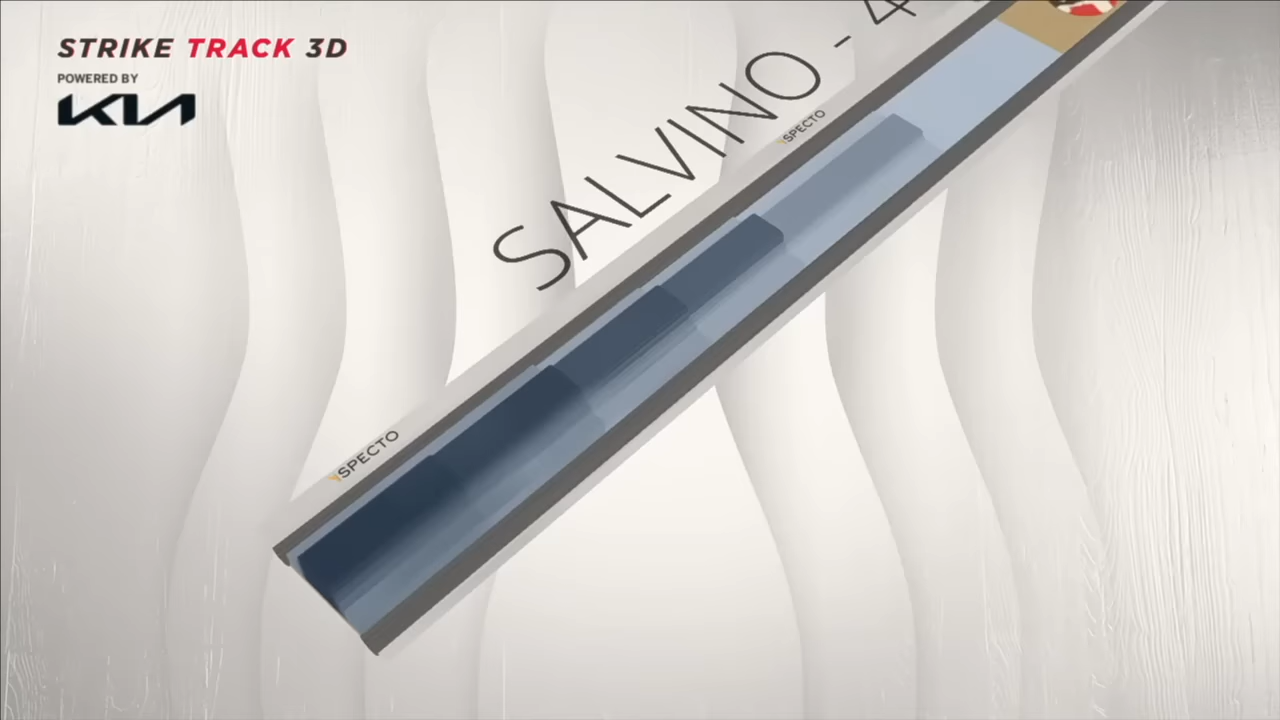 STRIKE TRACK 3D
POWERED BY
KIA
SALVINO - 4
SPECTO
SPECTO